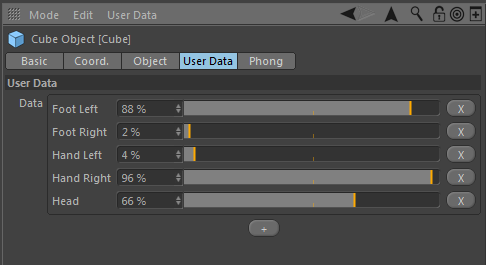 Mode Edit User Data
Cube Object [Cube]
Basic Coord. Object User Data Phong
User Data
Data Foot Left 88 % X
Foot Right 2 % X
Hand Left 4 % X
Hand Right 96 % X
Head 66 % X
+